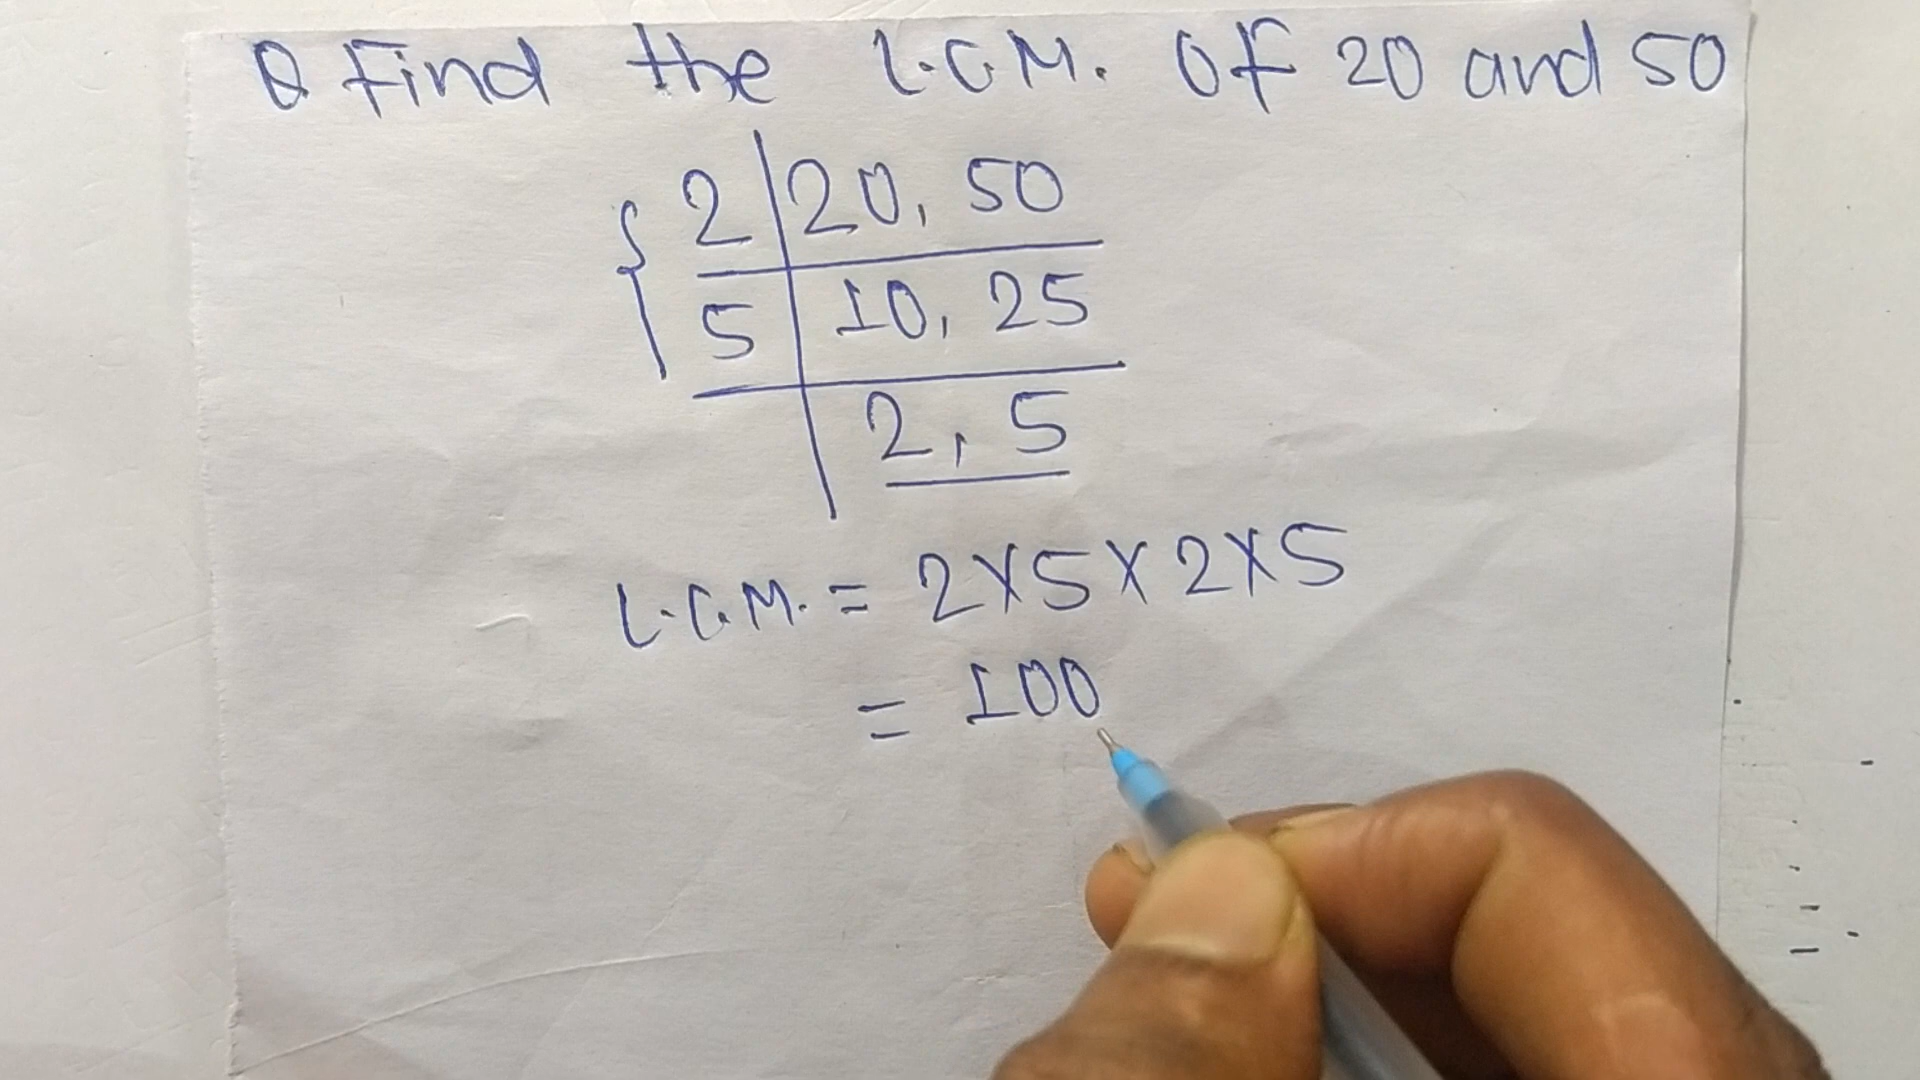 Q Find the L.C.M. of 20 and 50
2 | 20, 50
5 | 10, 25
2, 5
L.C.M. = 2×5×2×5
= 100